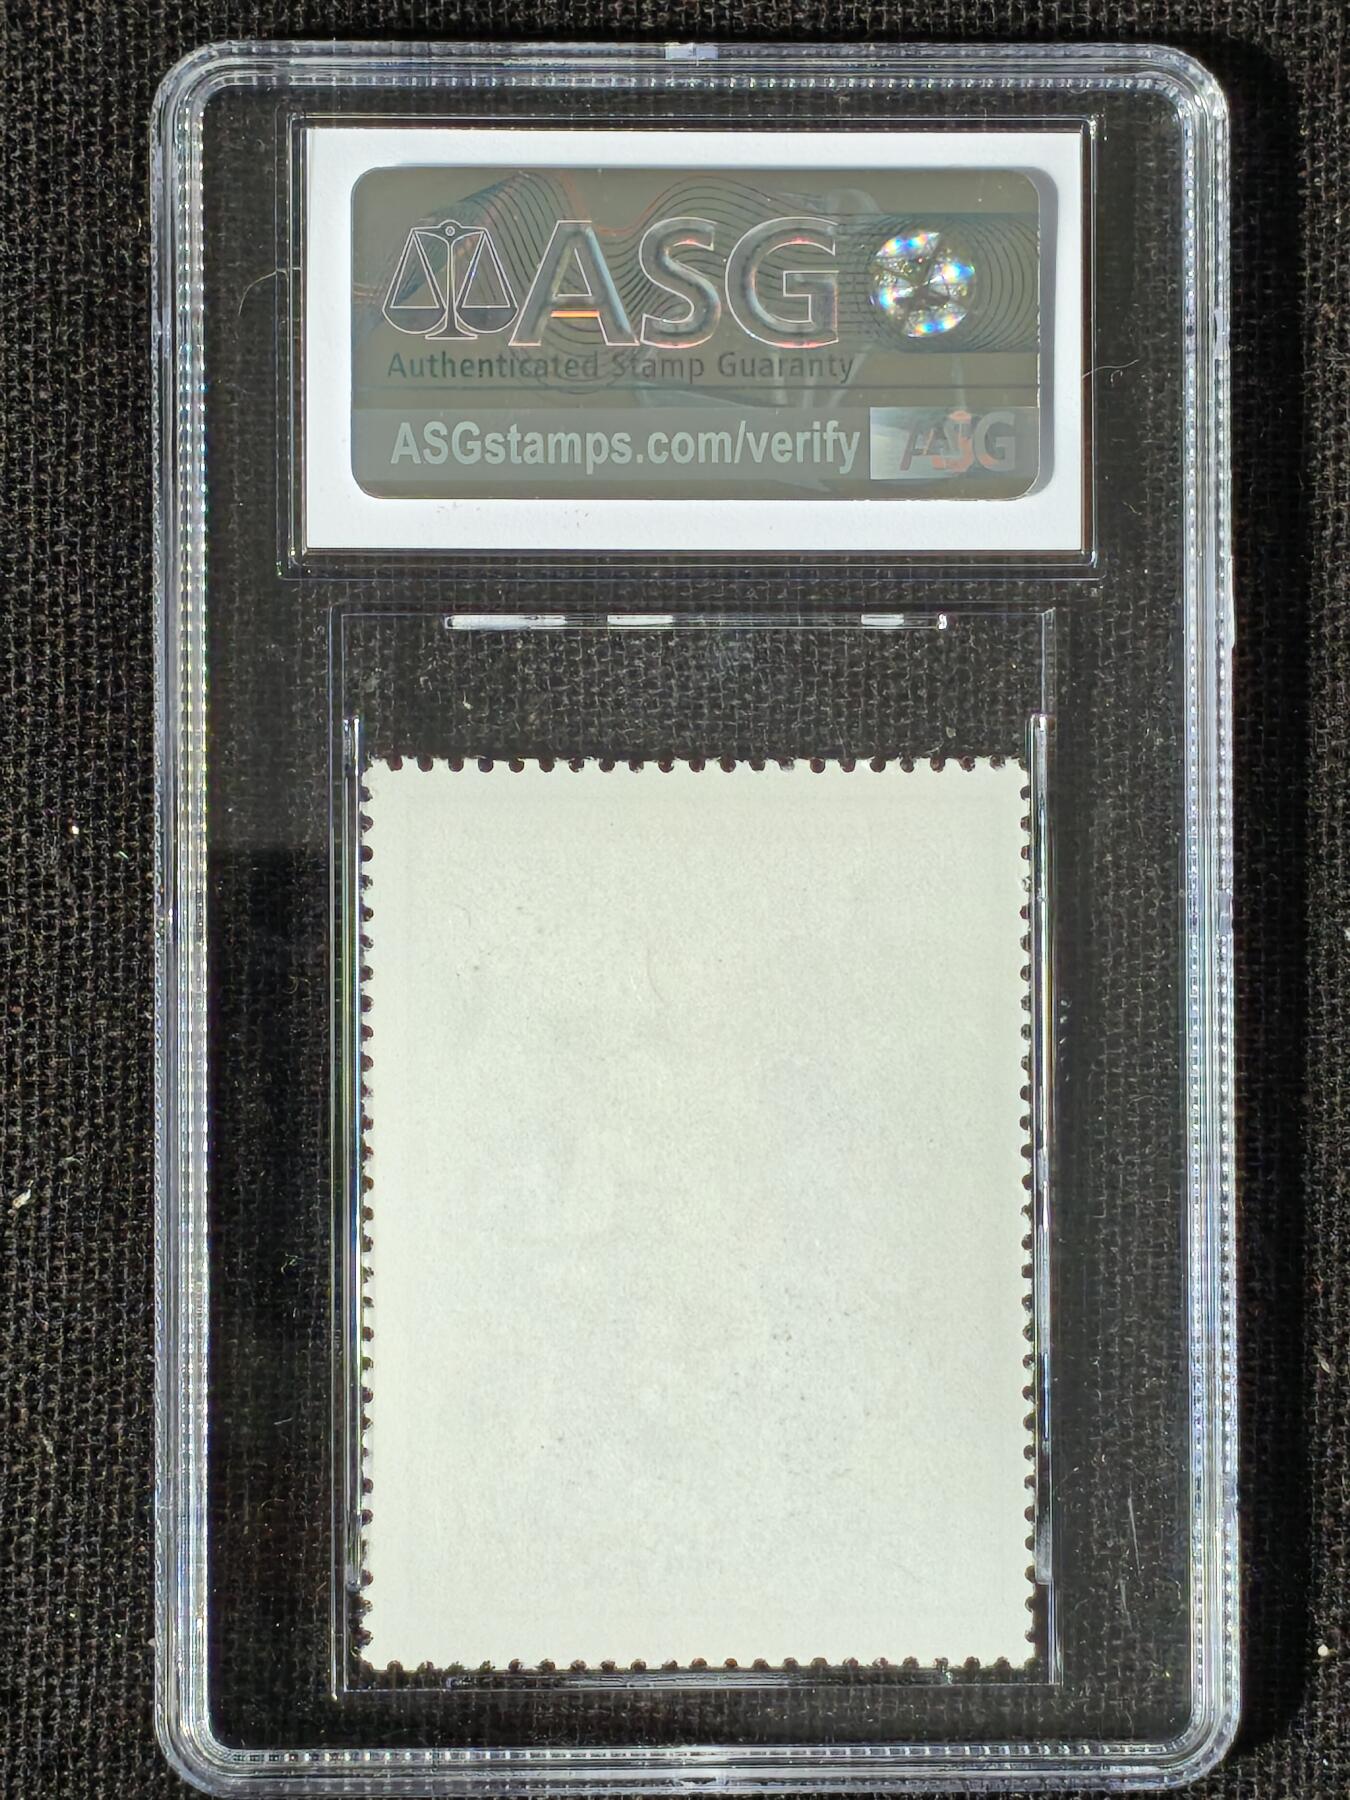 ASG
Authenticated Stamp Guaranty
ASGstamps.com/verify ASG